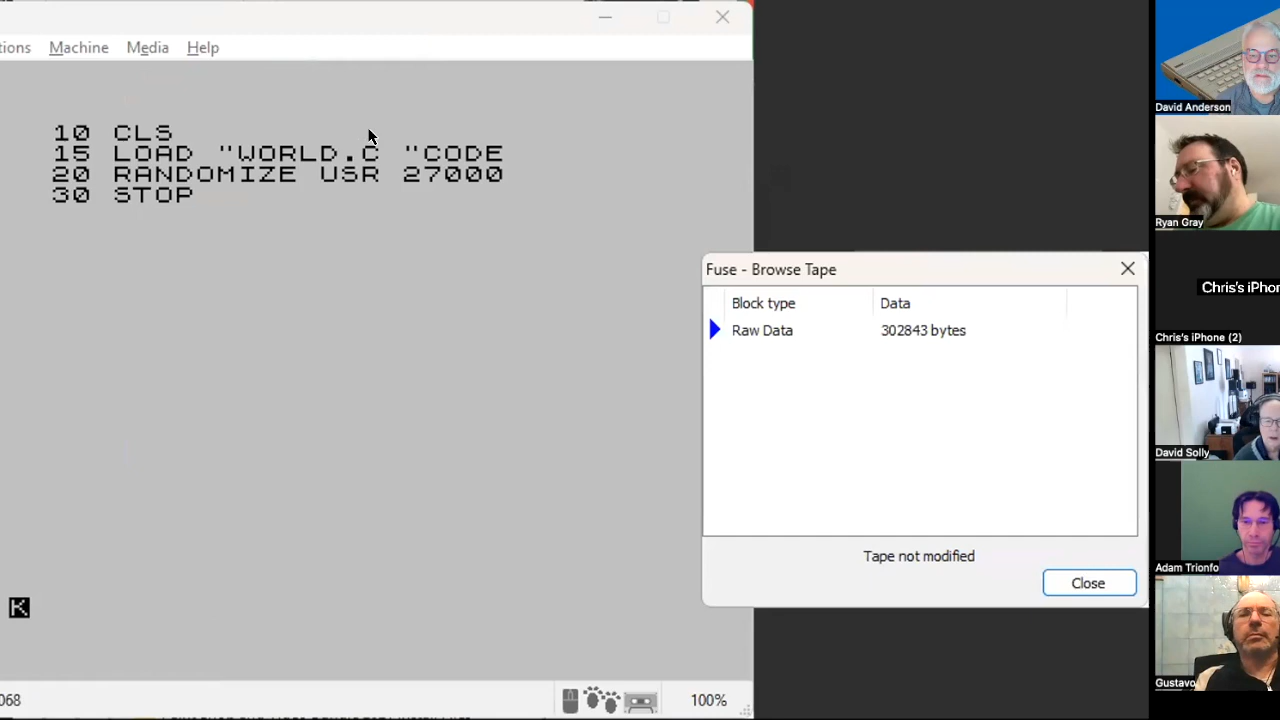 tions Machine Media Help
10 CLS
15 LOAD "WORLD.C "CODE
20 RANDOMIZE USR 27000
30 STOP
K
068
100%
Fuse - Browse Tape
Block type Data
Raw Data 302843 bytes
Tape not modified
Close
David Anderson
Ryan Gray
Chris's iPhon
Chris's iPhone (2)
David Solly
Adam Trionfo
Gustavo